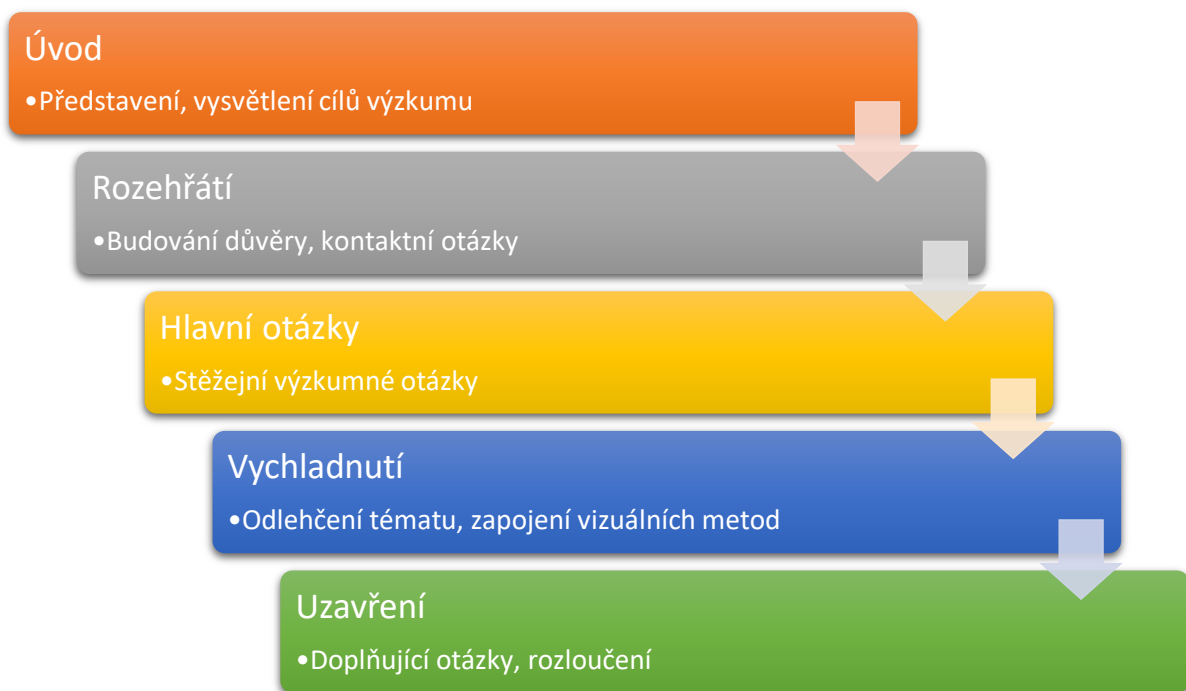 Úvod
•Představení, vysvětlení cílů výzkumu
Rozehřátí
•Budování důvěry, kontaktní otázky
Hlavní otázky
•Stěžejní výzkumné otázky
Vychladnutí
•Odlehčení tématu, zapojení vizuálních metod
Uzavření
•Doplňující otázky, rozloučení